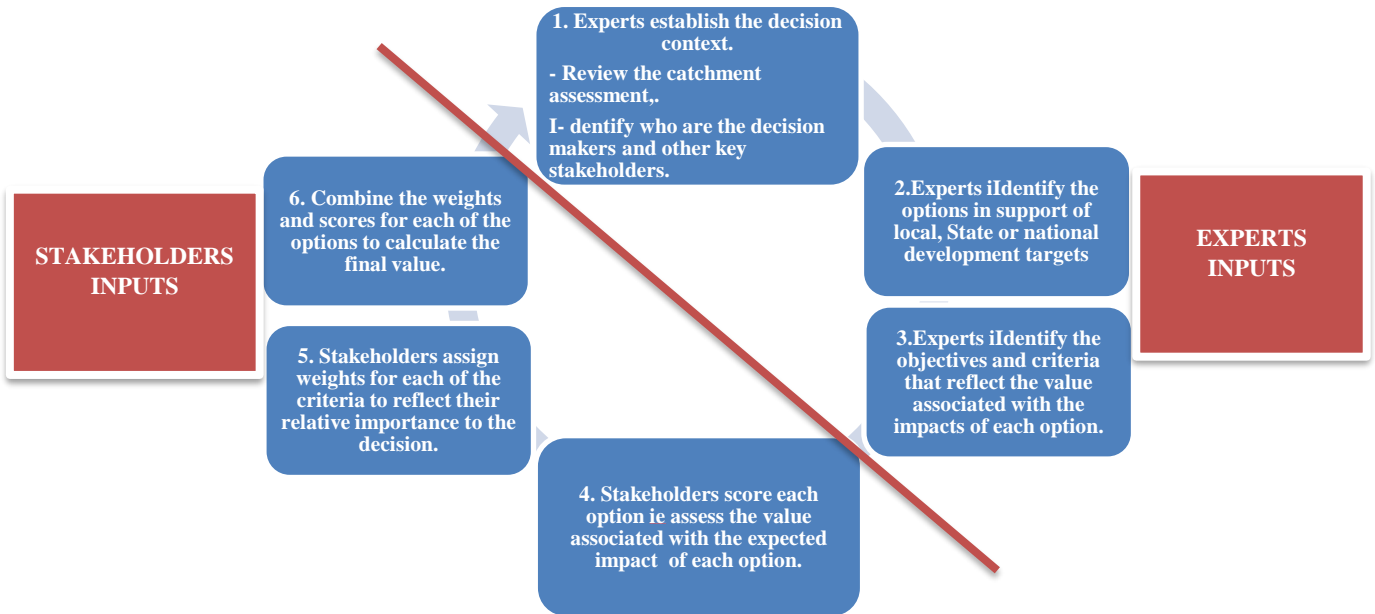 1. Experts establish the decision
context.
- Review the catchment
assessment,.
I- dentify who are the decision
makers and other key
stakeholders.
2.Experts iIdentify the
options in support of
local, State or national
development targets
EXPERTS
INPUTS
3.Experts iIdentify the
objectives and criteria
that reflect the value
associated with the
impacts of each option.
4. Stakeholders score each
option ie assess the value
associated with the expected
impact of each option.
5. Stakeholders assign
weights for each of the
criteria to reflect their
relative importance to the
decision.
6. Combine the weights
and scores for each of the
options to calculate the
final value.
STAKEHOLDERS
INPUTS